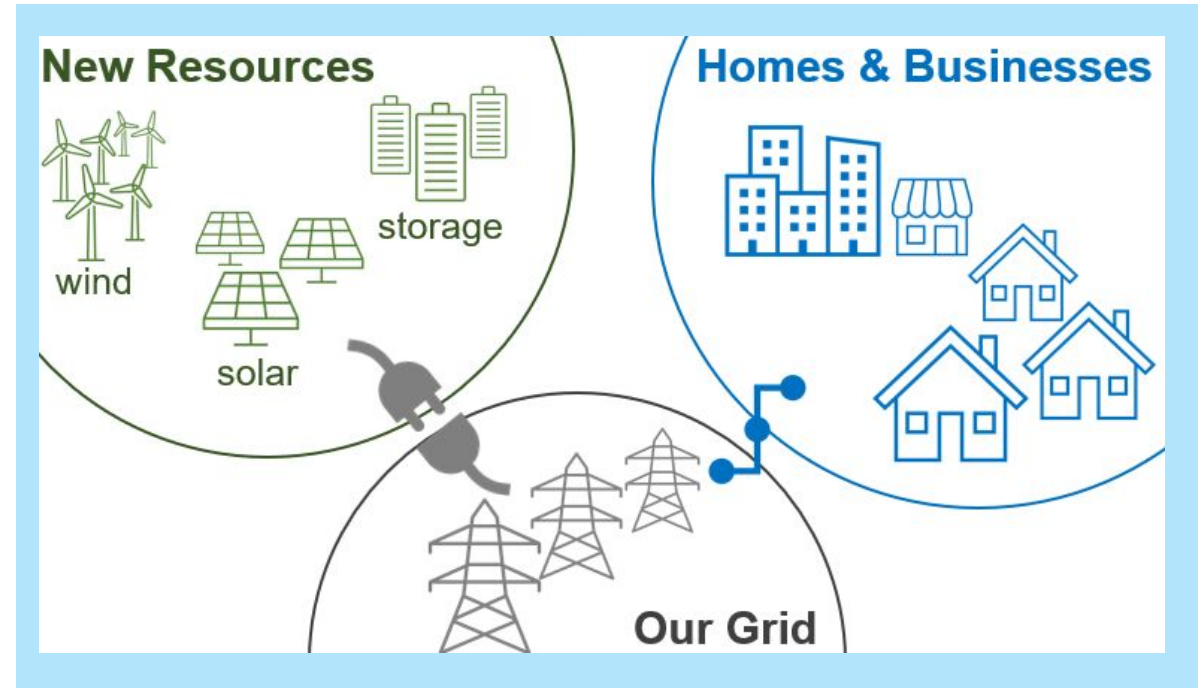 New Resources
Homes & Businesses
storage
wind
solar
Our Grid